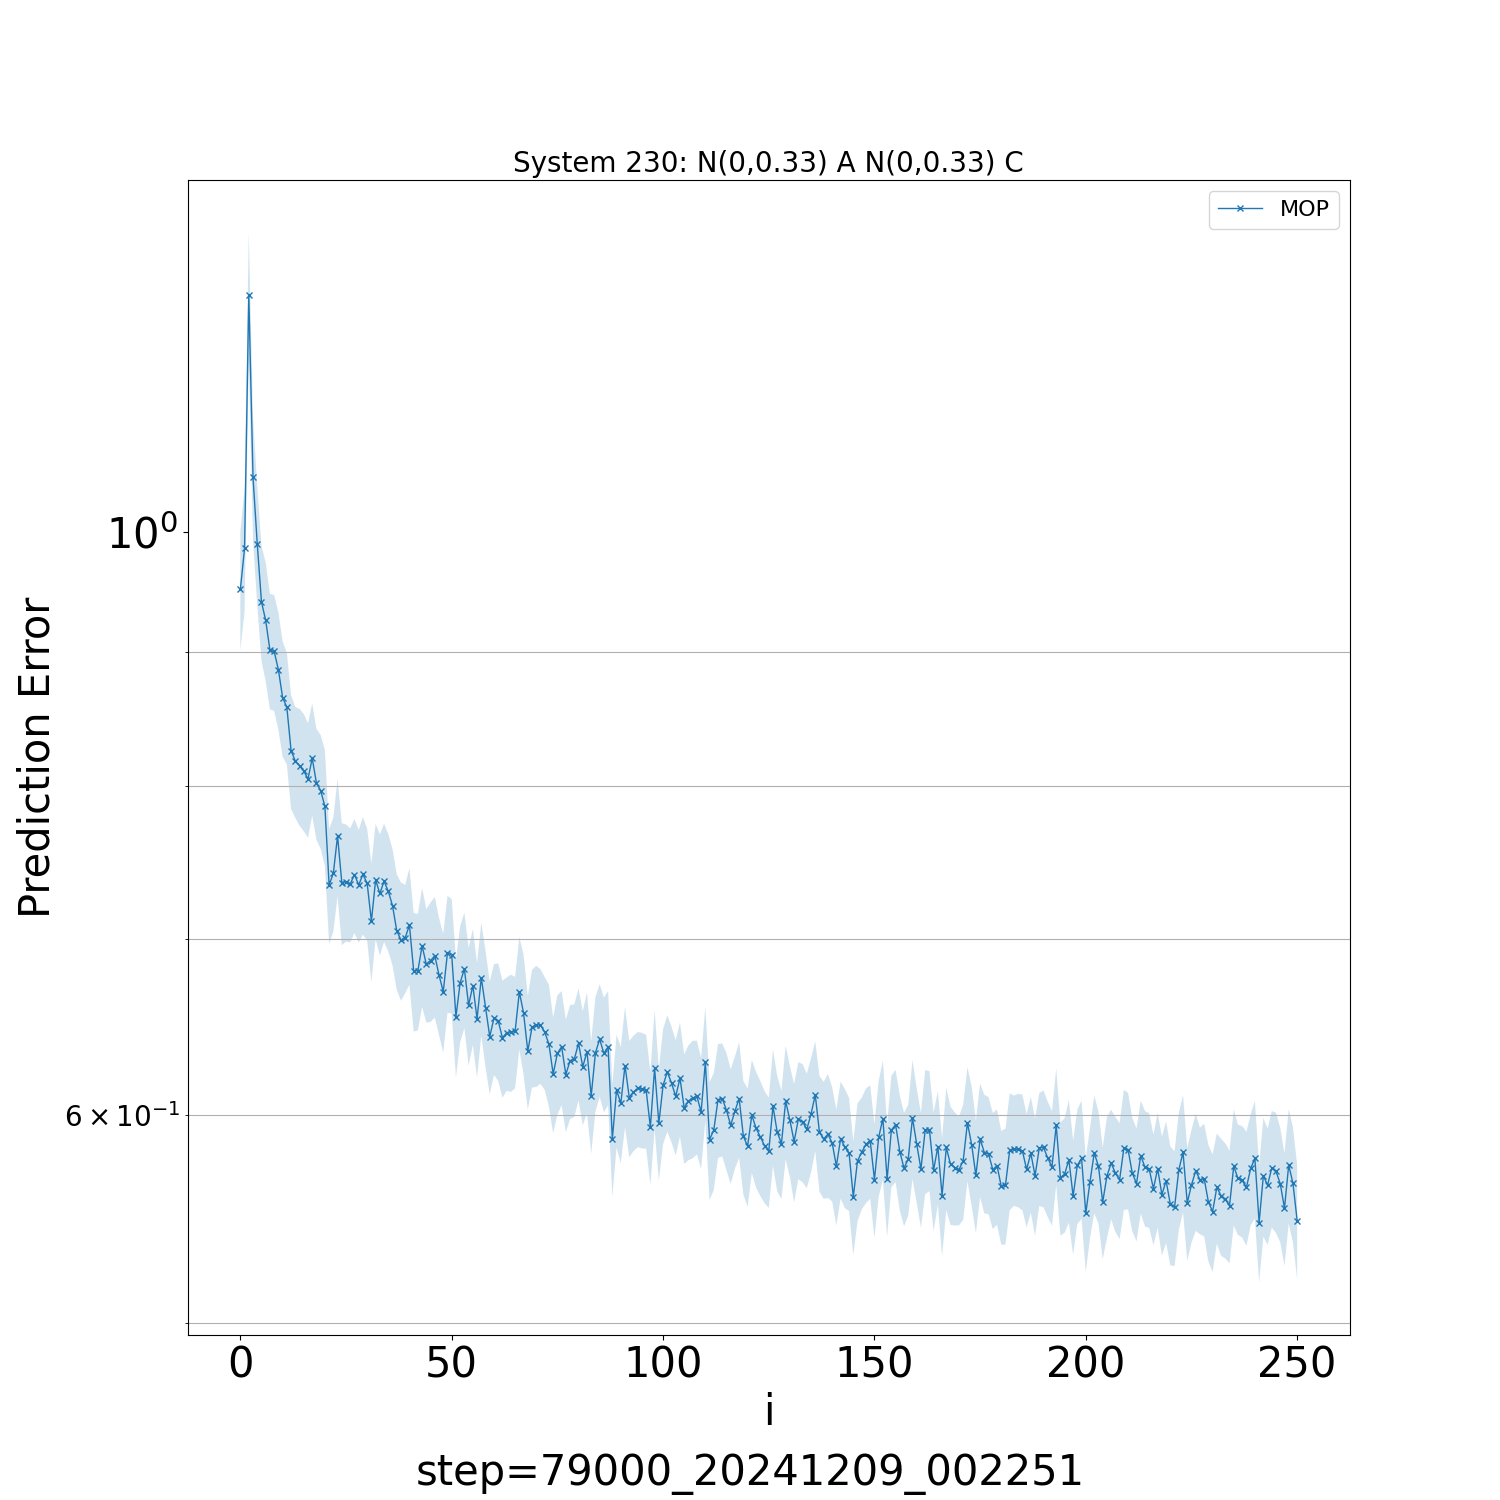 System 230: N(0,0.33) A N(0,0.33) C
MOP
Prediction Error
10⁰
6 × 10⁻¹
0 50 100 150 200 250
i
step=79000_20241209_002251